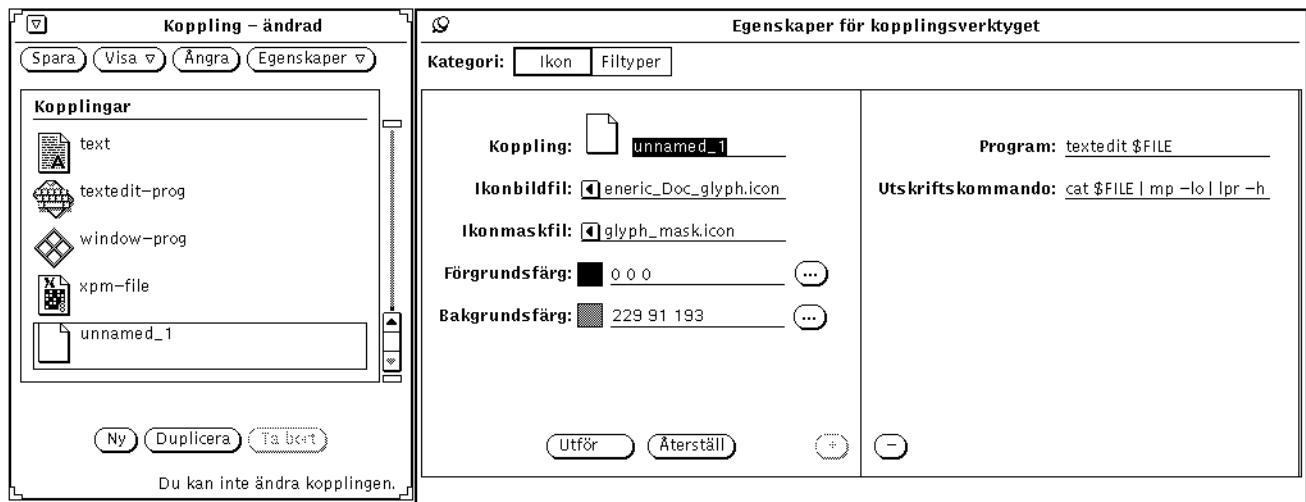 Koppling – ändrad
Spara Visa Ångra Egenskaper
Kopplingar
text
textedit–prog
window–prog
xpm–file
unnamed_1
Ny Duplicera Ta bort
Du kan inte ändra kopplingen.
Egenskaper för kopplingsverktyget
Kategori: Ikon Filtyper
Koppling: unnamed_1
Ikonbildfil: eneric_Doc_glyph.icon
Ikonmaskfil: glyph_mask.icon
Förgrundsfärg: 0 0 0 ...
Bakgrundsfärg: 229 91 193 ...
Utför Återställ +
Program: textedit $FILE
Utskriftskommando: cat $FILE | mp –lo | lpr –h
–